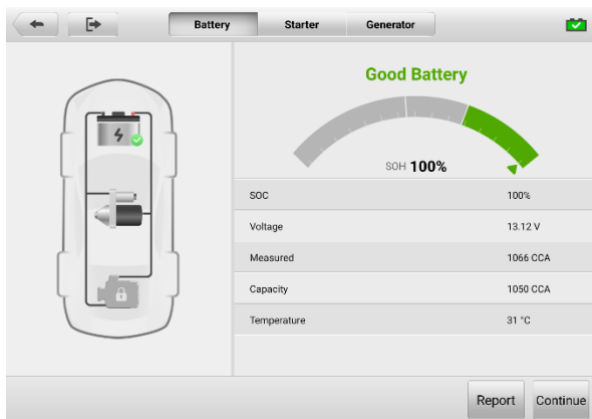 Battery Starter Generator
Good Battery
SOH 100%
SOC 100%
Voltage 13.12 V
Measured 1066 CCA
Capacity 1050 CCA
Temperature 31 °C
Report Continue